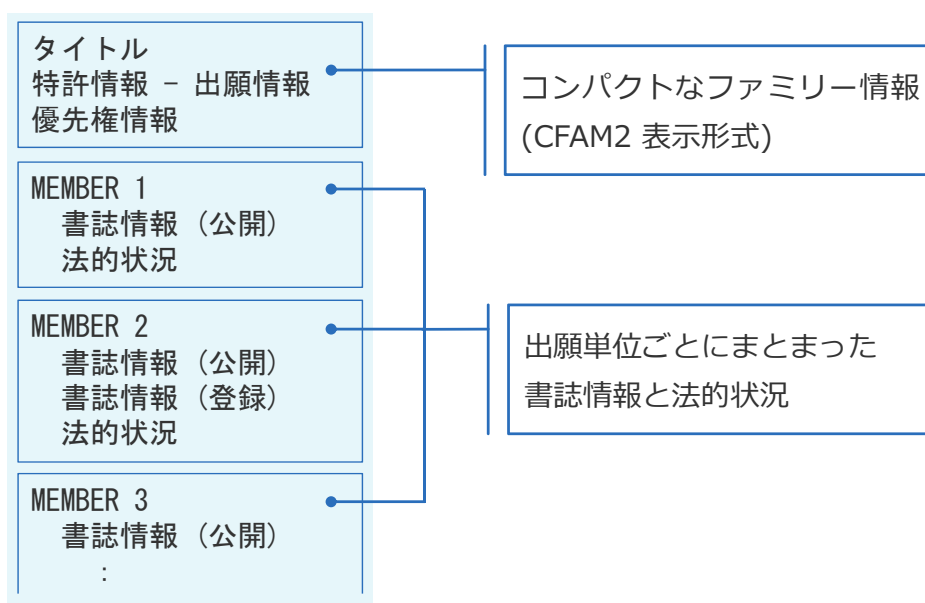 タイトル
特許情報 - 出願情報
優先権情報
コンパクトなファミリー情報
(CFAM2 表示形式)
MEMBER 1
書誌情報 (公開)
法的状況
MEMBER 2
書誌情報 (公開)
書誌情報 (登録)
法的状況
出願単位ごとにまとまった
書誌情報と法的状況
MEMBER 3
書誌情報 (公開)
: